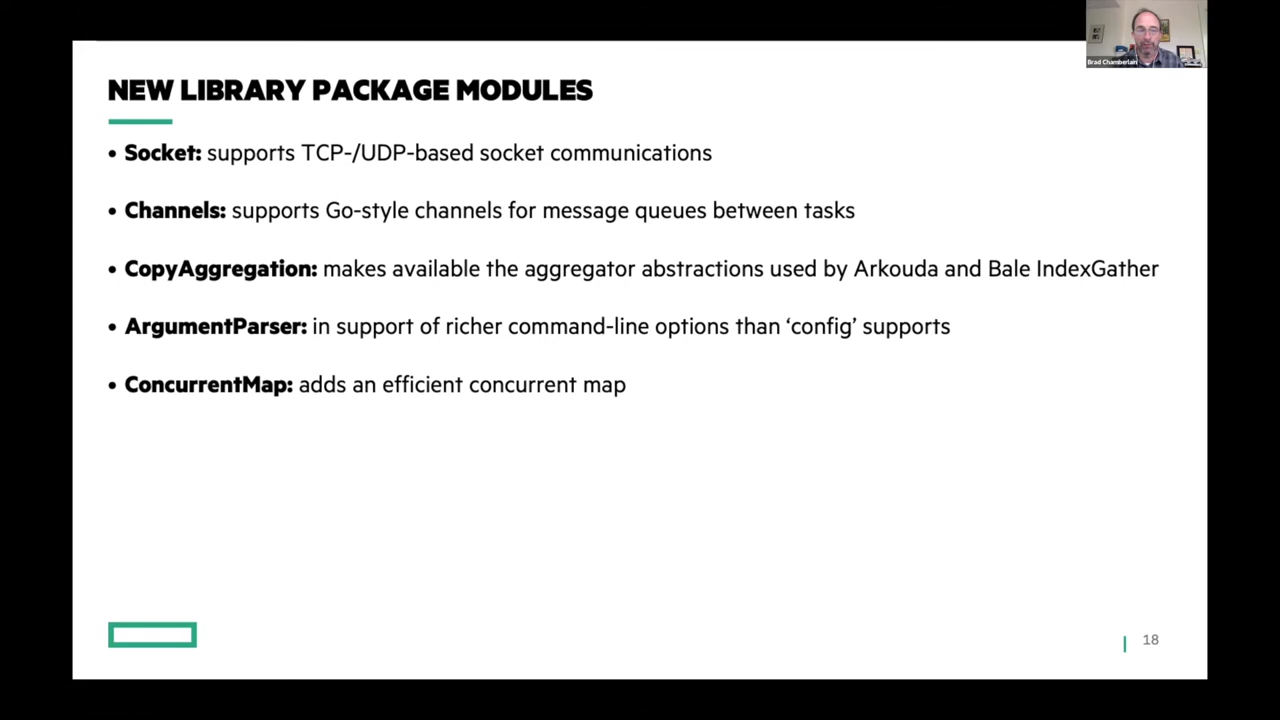 Brad Chamberlain
NEW LIBRARY PACKAGE MODULES
• Socket: supports TCP-/UDP-based socket communications
• Channels: supports Go-style channels for message queues between tasks
• CopyAggregation: makes available the aggregator abstractions used by Arkouda and Bale IndexGather
• ArgumentParser: in support of richer command-line options than ‘config’ supports
• ConcurrentMap: adds an efficient concurrent map
18